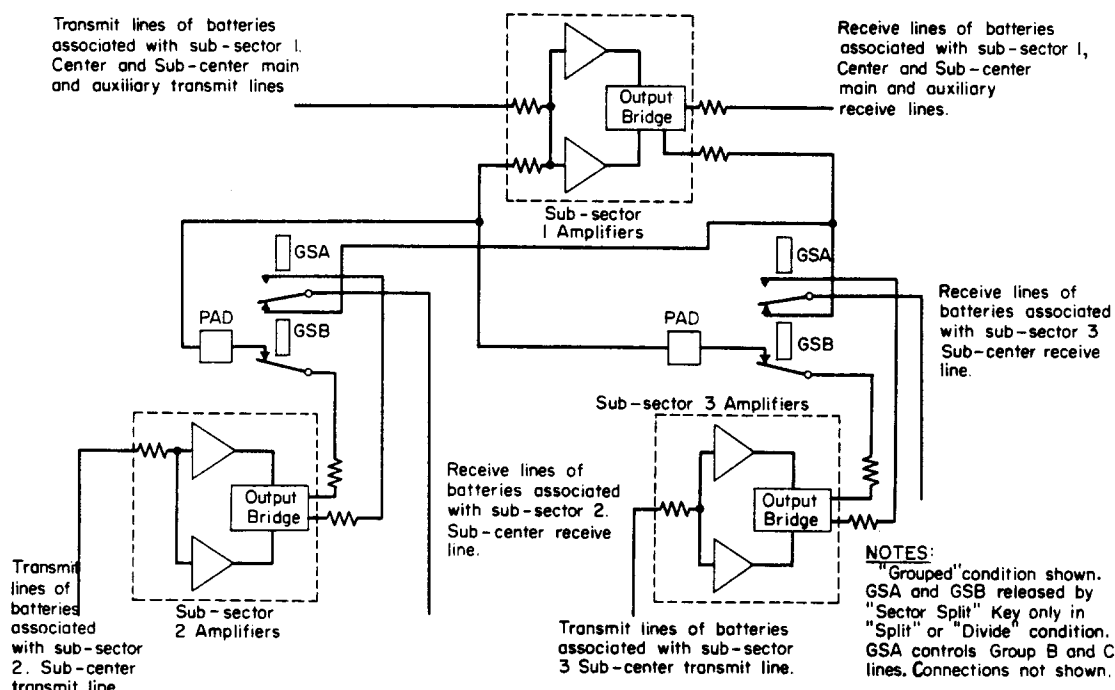 Transmit lines of batteries
associated with sub-sector 1.
Center and Sub-center main
and auxiliary transmit lines
Receive lines of batteries
associated with sub-sector 1,
Center and Sub-center
main and auxiliary
receive lines.
Output
Bridge
Sub-sector
1 Amplifiers
GSA
GSA
PAD
GSB
PAD
GSB
Receive lines of
batteries associated
with sub-sector 3
Sub-center receive
line.
Sub-sector 3 Amplifiers
Output
Bridge
Receive lines of
batteries associated
with sub-sector 2.
Sub-center receive
line.
Output
Bridge
Transmit
lines of
batteries
associated
with sub-sector
2. Sub-center
transmit line
Sub-sector
2 Amplifiers
Transmit lines of batteries
associated with sub-sector
3 Sub-center transmit line.
NOTES:
"Grouped" condition shown.
GSA and GSB released by
"Sector Split" Key only in
"Split" or "Divide" condition.
GSA controls Group B and C
lines. Connections not shown.